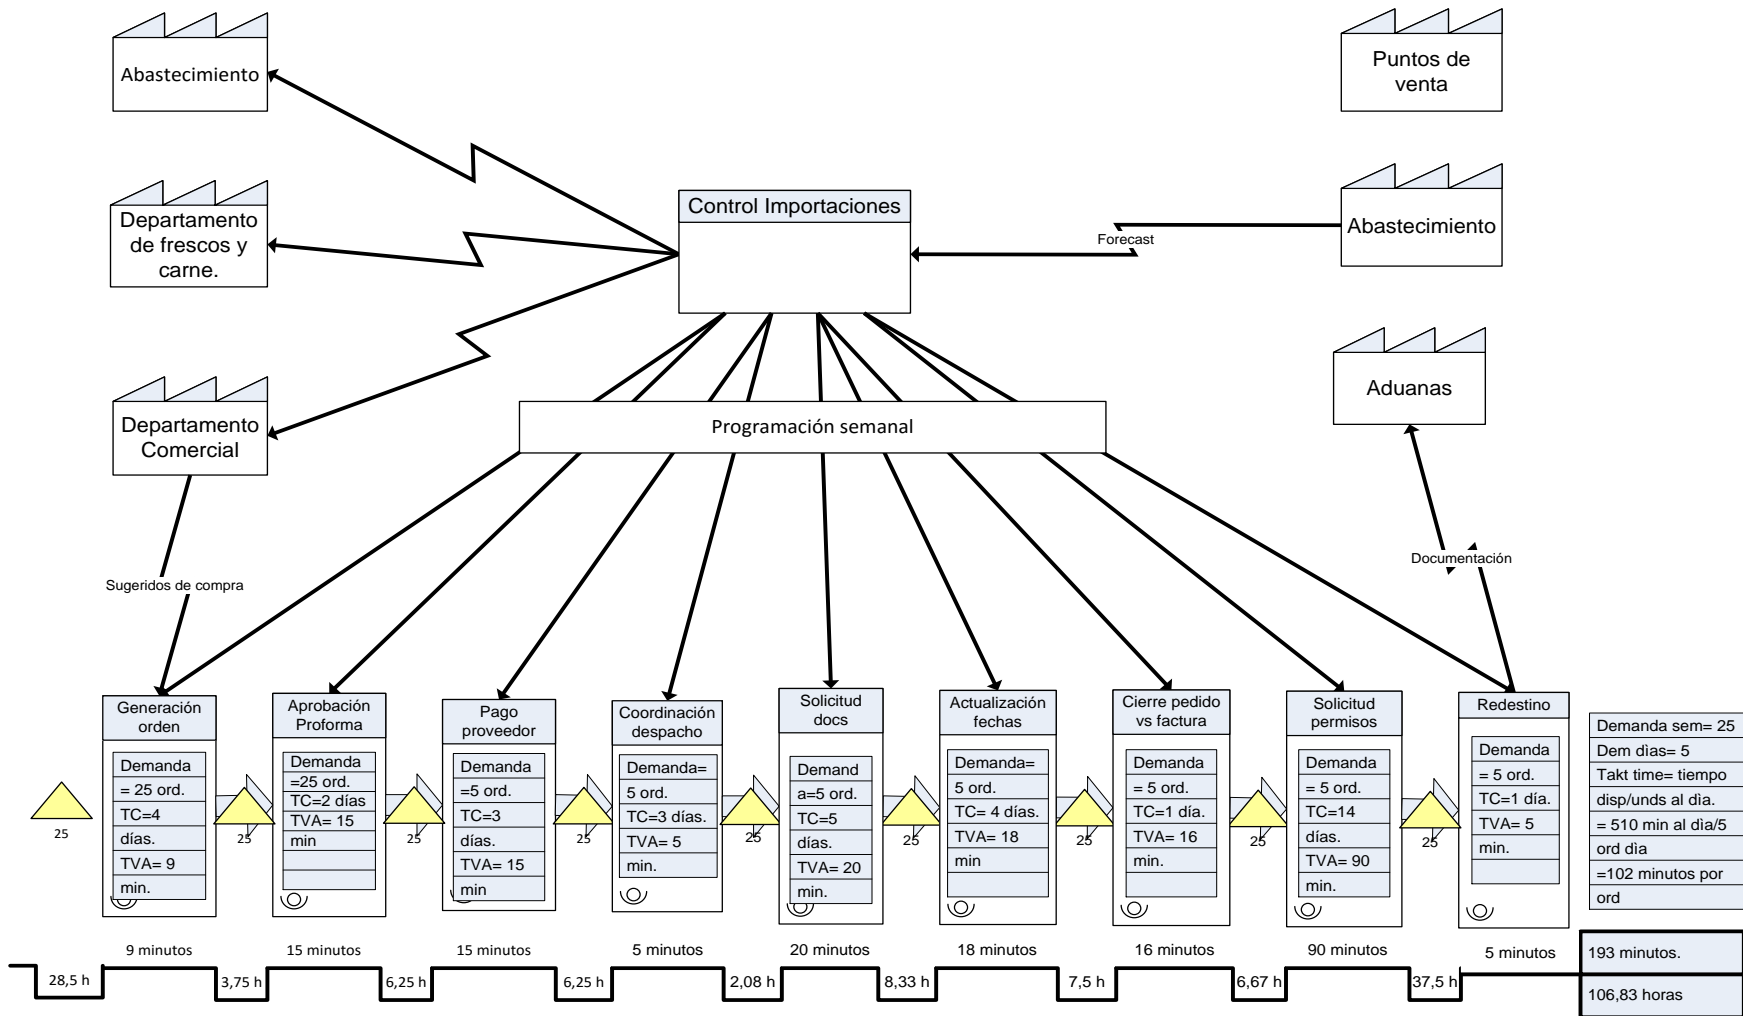 Abastecimiento
Puntos de
venta
Departamento
de frescos y
carne.
Control Importaciones
Forecast
Abastecimiento
Departamento
Comercial
Programación semanal
Aduanas
Sugeridos de compra
Documentación
Generación
orden
Demanda
= 25 ord.
TC=4
días.
TVA= 9
min.
Aprobación
Proforma
Demanda
=25 ord.
TC=2 días
TVA= 15
min
Pago
proveedor
Demanda
=5 ord.
TC=3
días.
TVA= 15
min
Coordinación
despacho
Demanda=
5 ord.
TC=3 días.
TVA= 5
min.
Solicitud
docs
Demand
a=5 ord.
TC=5
días.
TVA= 20
min.
Actualización
fechas
Demanda=
5 ord.
TC= 4 días.
TVA= 18
min
Cierre pedido
vs factura
Demanda
= 5 ord.
TC=1 día.
TVA= 16
min.
Solicitud
permisos
Demanda
= 5 ord.
TC=14
días.
TVA= 90
min.
Redestino
Demanda
= 5 ord.
TC=1 día.
TVA= 5
min.
Demanda sem= 25
Dem dìas= 5
Takt time= tiempo
disp/unds al dìa.
= 510 min al dìa/5
ord dìa
=102 minutos por
ord
25
25
25
25
25
25
25
25
25
9 minutos
15 minutos
15 minutos
5 minutos
20 minutos
18 minutos
16 minutos
90 minutos
5 minutos
193 minutos.
28,5 h
3,75 h
6,25 h
6,25 h
2,08 h
8,33 h
7,5 h
6,67 h
37,5 h
106,83 horas